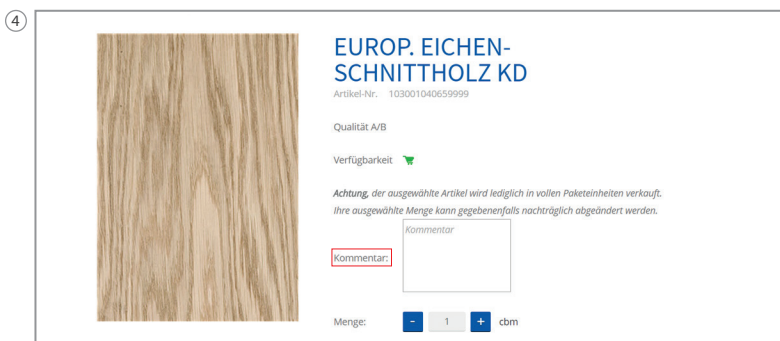 ④
EUROP. EICHEN-
SCHNITTHOLZ KD
Artikel-Nr. 103001040659999
Qualität A/B
Verfügbarkeit
Achtung, der ausgewählte Artikel wird lediglich in vollen Paketeinheiten verkauft.
Ihre ausgewählte Menge kann gegebenenfalls nachträglich abgeändert werden.
Kommentar
Kommentar:
Menge: - 1 + cbm